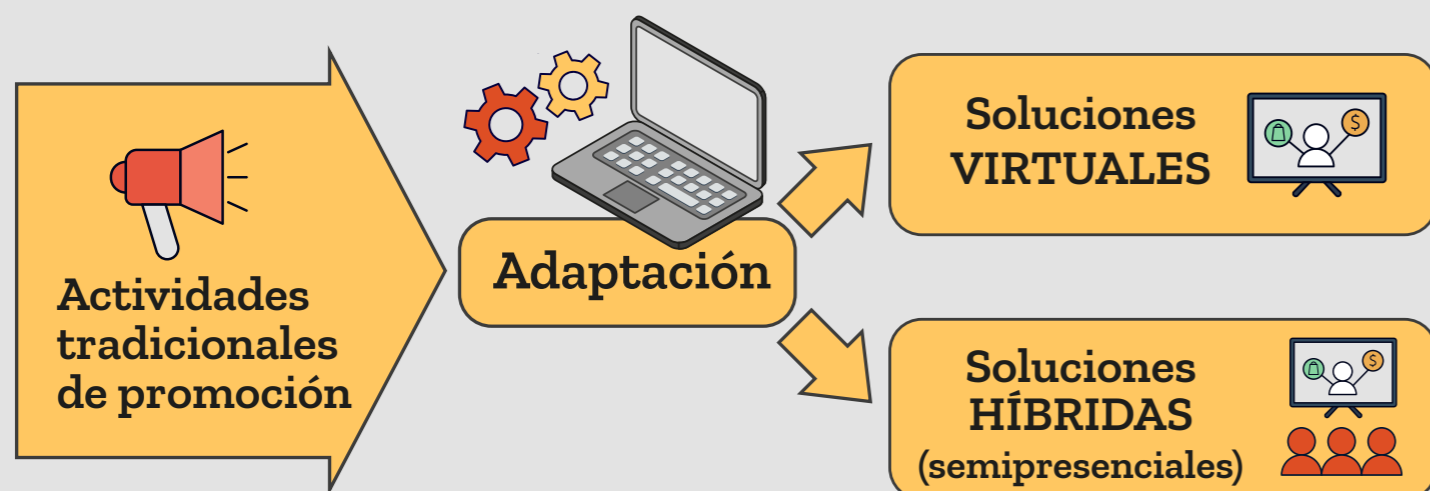 Actividades
tradicionales
de promoción
Adaptación
Soluciones
VIRTUALES
Soluciones
HÍBRIDAS
(semipresenciales)